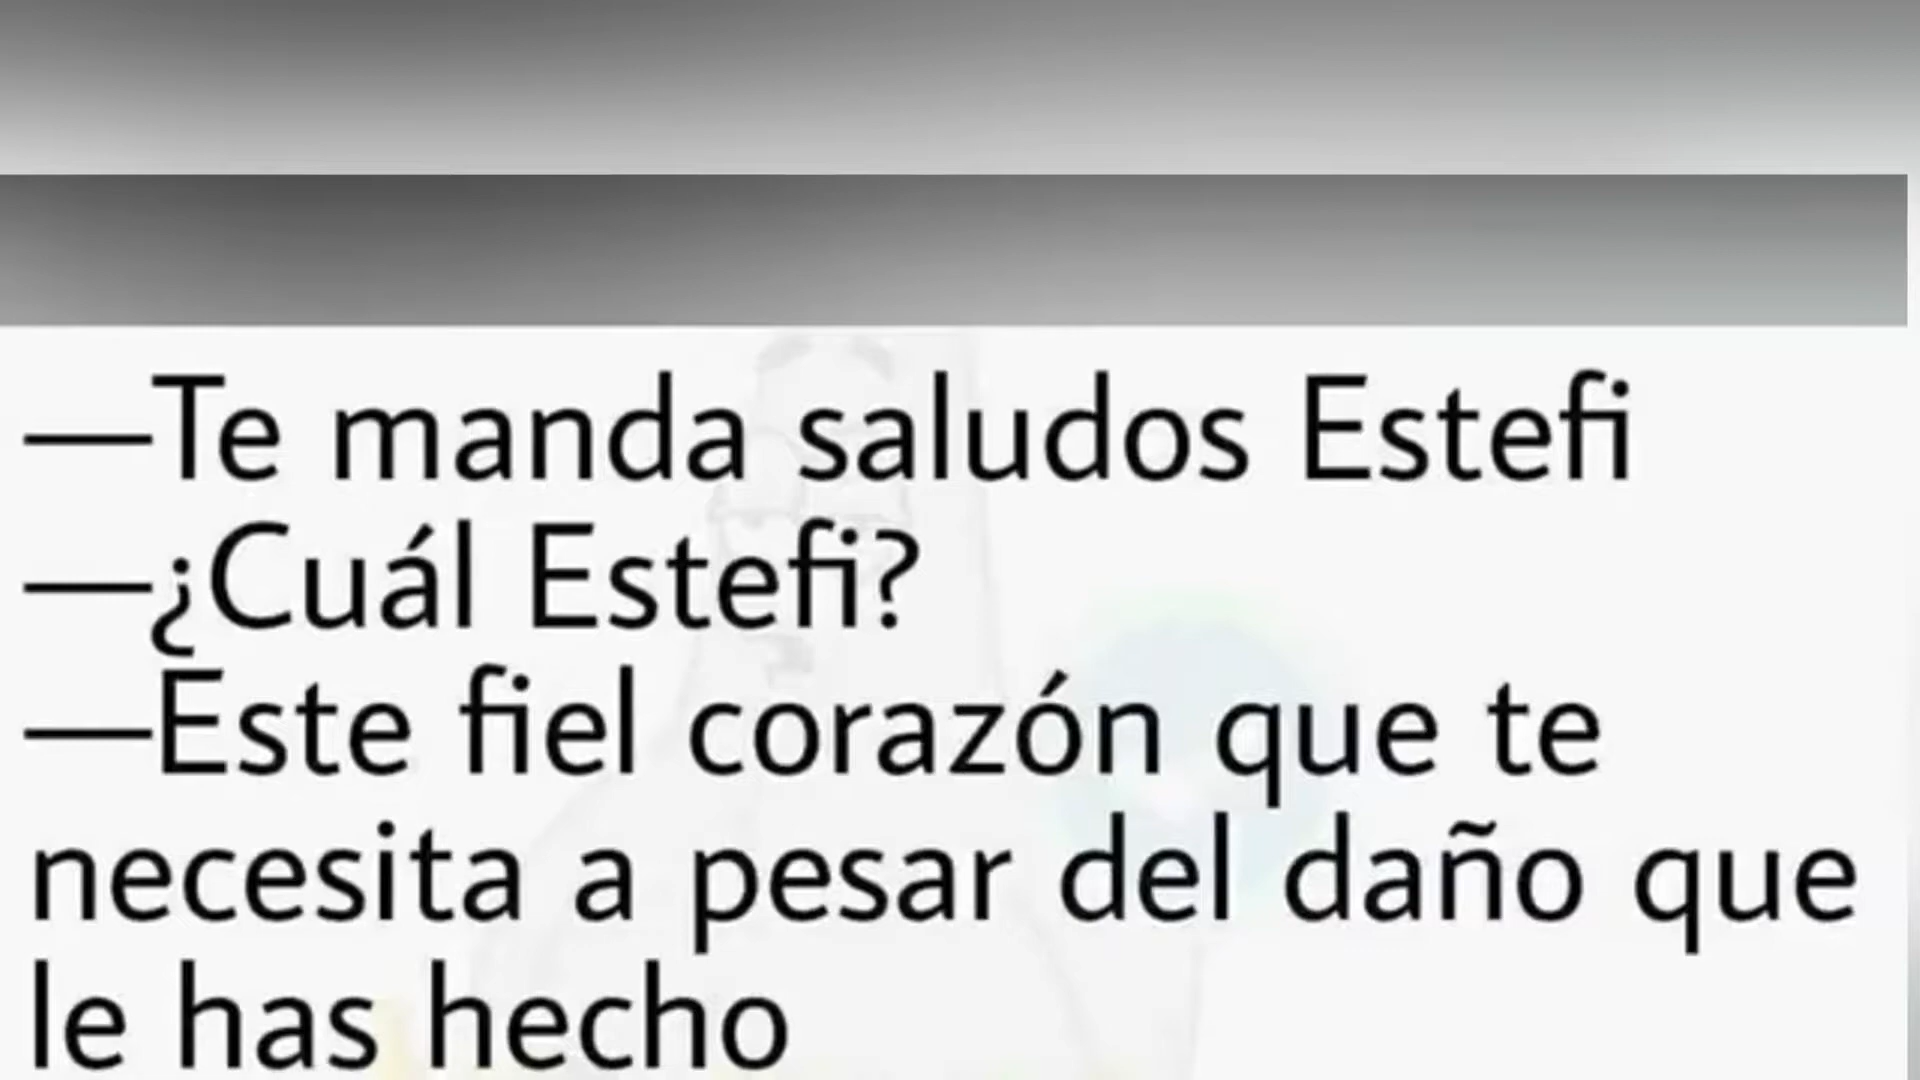 —Te manda saludos Estefi
—¿Cuál Estefi?
—Este fiel corazón que te
necesita a pesar del daño que
le has hecho